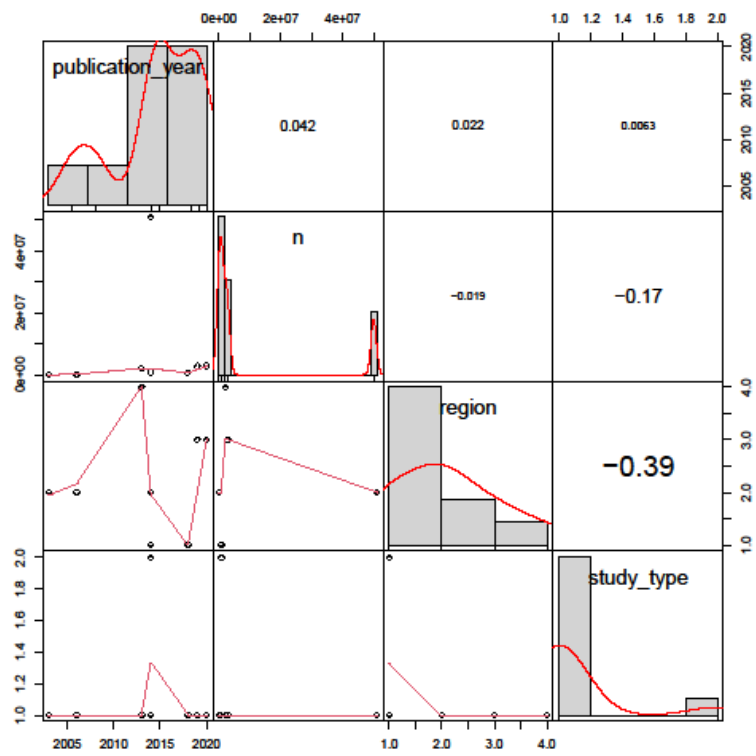 0e+00 4e+07 1.0 1.2 1.4 1.6 1.8 2.0
publication_year
0.042
0.022
0.0063
2005 2010 2015 2020
0e+00 2e+07 4e+07
n
−0.019
−0.17
region
−0.39
1.0 2.0 3.0 4.0
1.0 1.2 1.4 1.6 1.8 2.0
study_type
2005 2010 2015 2020 1.0 2.0 3.0 4.0